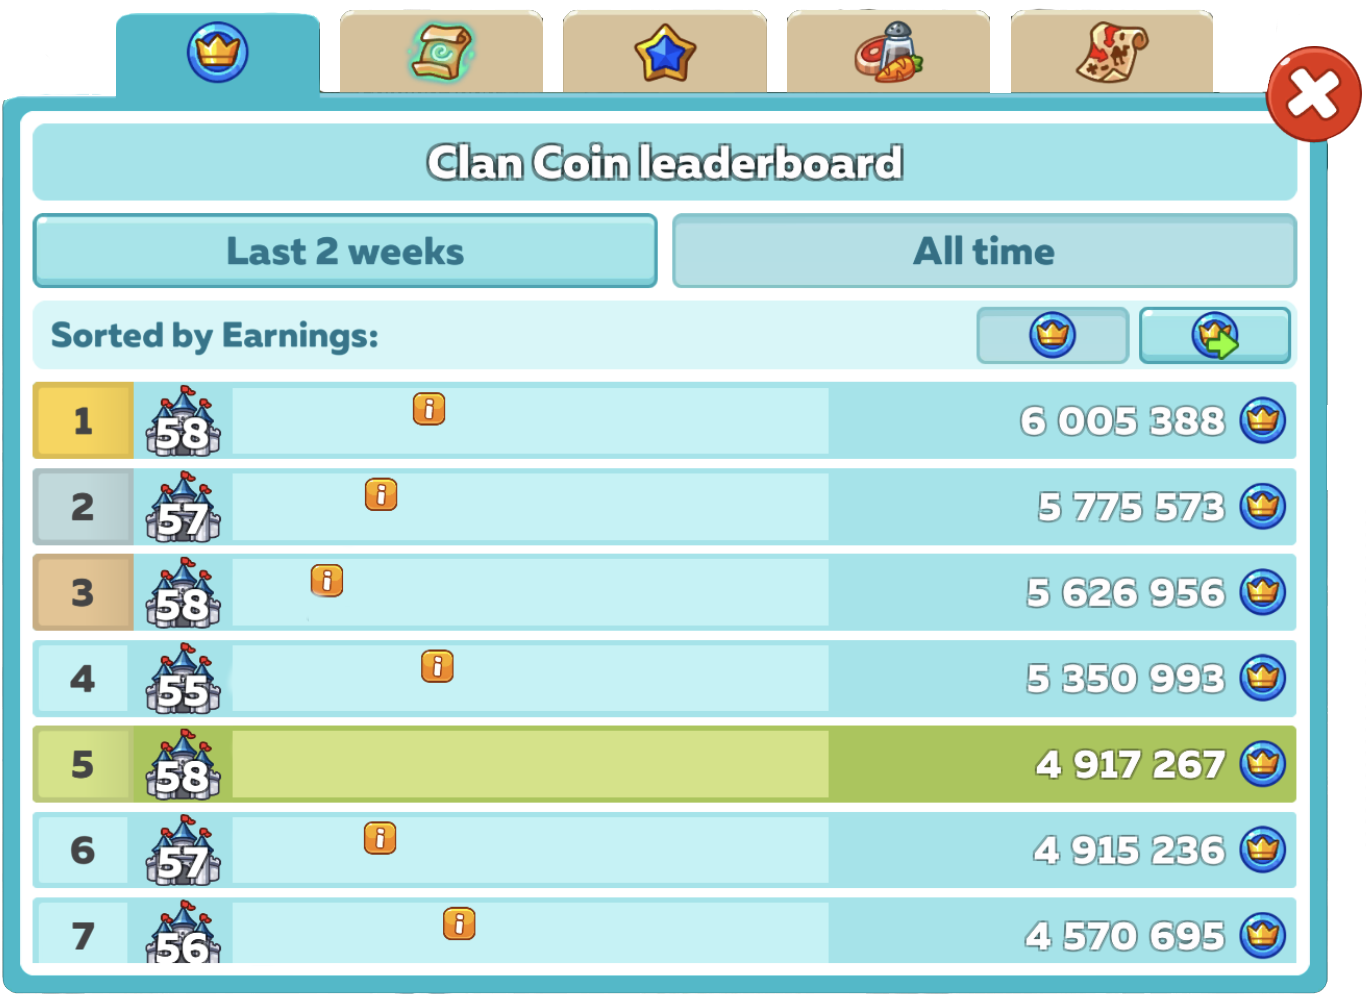 Clan Coin leaderboard
Last 2 weeks All time
Sorted by Earnings:
1 58 i 6 005 388
2 57 i 5 775 573
3 58 i 5 626 956
4 55 i 5 350 993
5 58 4 917 267
6 57 i 4 915 236
7 56 i 4 570 695